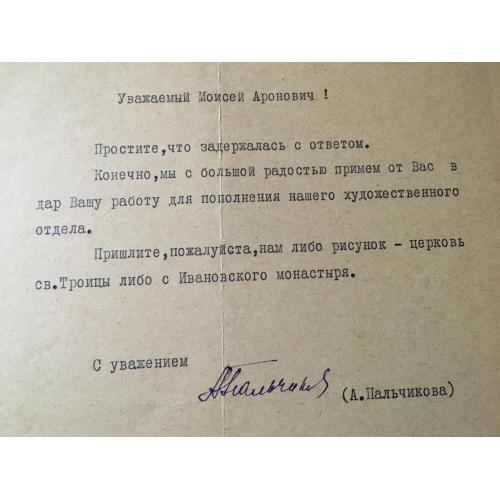 Уважаемый Моисей Аронович !
Простите,что задержалась с ответом.
Конечно,мы с большой радостью примем от Вас в
дар Вашу работу для пополнения нашего художественного
отдела.
Пришлите,пожалуйста,нам либо рисунок - церковь
св.Троицы либо с Ивановского монастыря.
С уважением
АПальчикова
(А.Пальчикова)